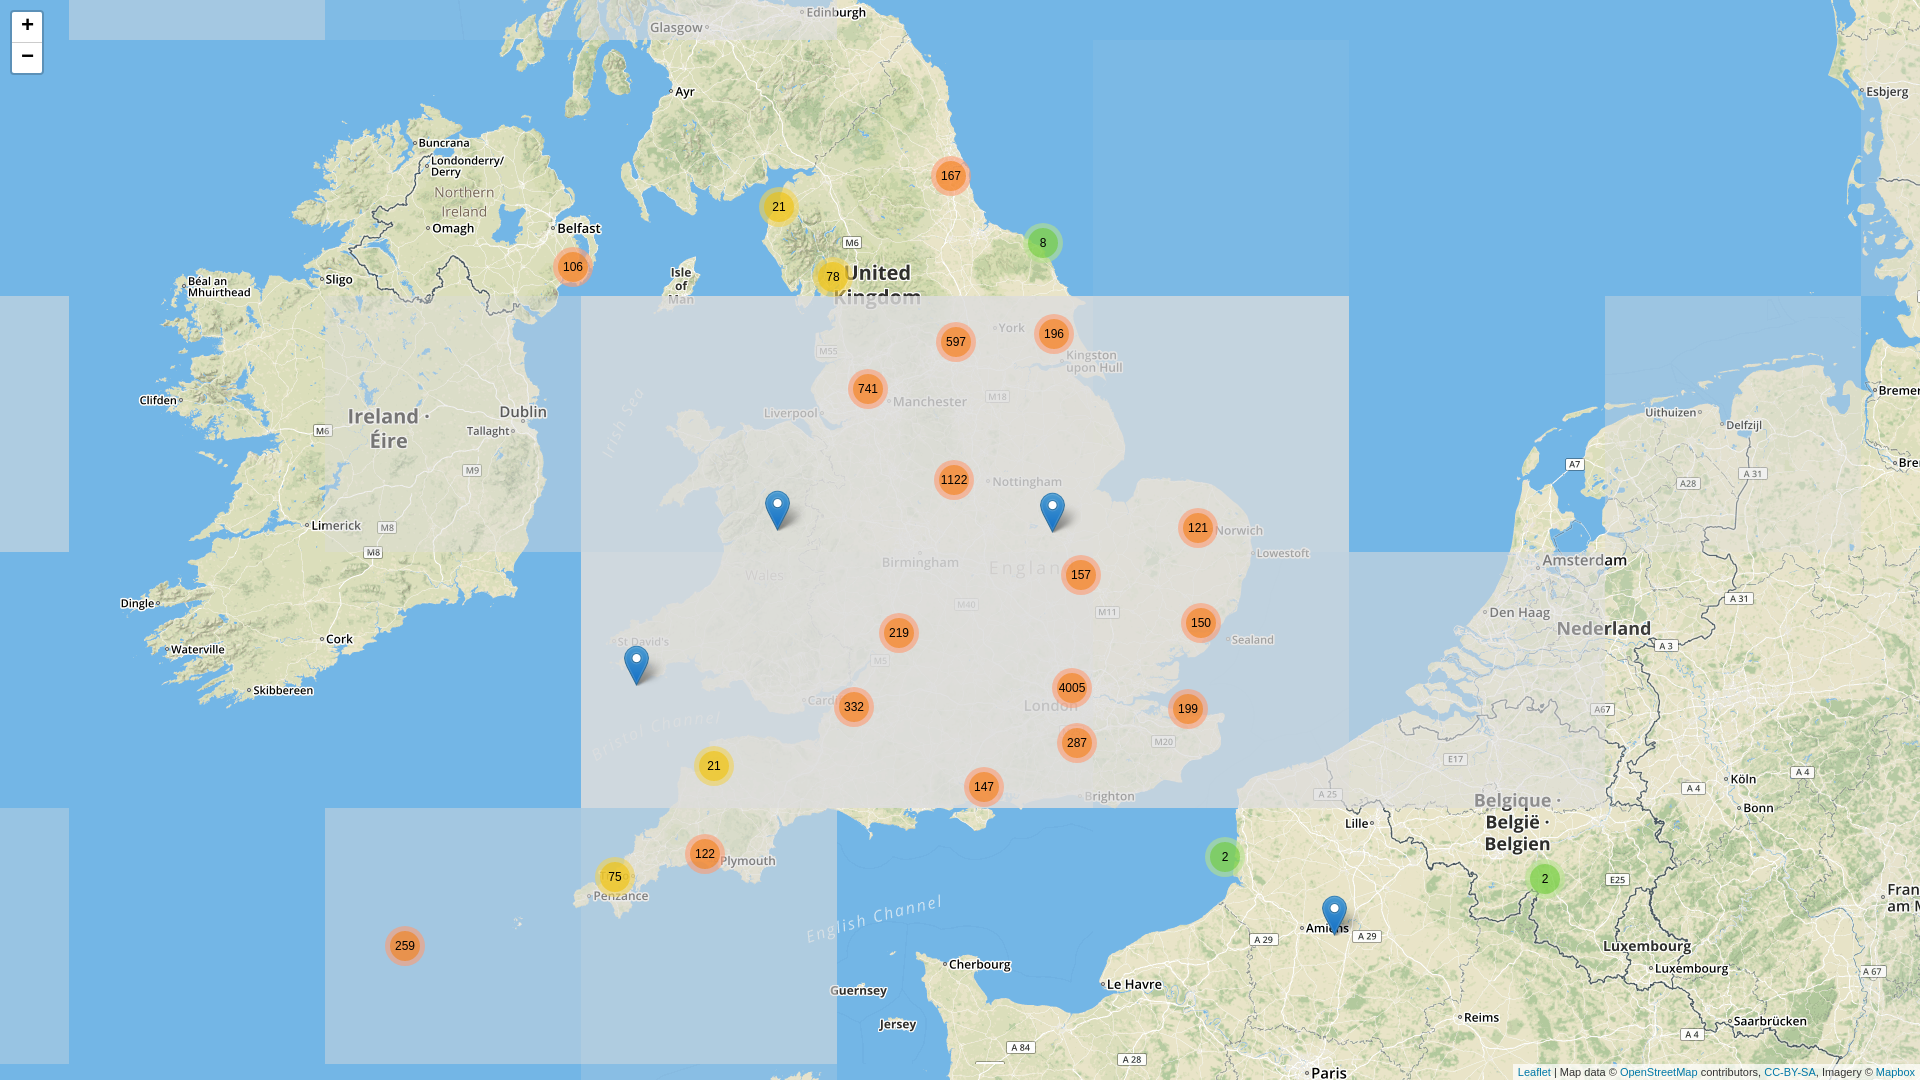 +
−
Glasgow
Edinburgh
Ayr
Esbjerg
Buncrana
Londonderry/
Derry
Northern
Ireland
Omagh
Belfast
167
21
8
M6
106
78
United
Kingdom
Isle
of
Man
Sligo
Béal an
Mhuirthead
York
196
597
M55
Kingston
upon Hull
741
Manchester
M18
Liverpool
Irish Sea
Clifden
Ireland ·
Éire
Dublin
Tallaght
M6
M9
Uithuizen
Delfzijl
A7
A 31
A28
1122
Nottingham
Limerick
M8
M8
121
Norwich
Lowestoft
Birmingham
Wales
England
157
Amsterdam
Dingle
M40
M11
A 31
Den Haag
Nederland
150
Sealand
219
St David's
Cork
Waterville
A 3
M5
Skibbereen
4005
London
332
199
A67
Bristol Channel
287
M20
E17
21
147
Brighton
A 25
Köln
A 4
A 4
Bonn
Belgique ·
België ·
Belgien
Lille
122
Plymouth
2
75
Penzance
2
E25
English Channel
259
Amiens
A 29
A 29
Luxembourg
Luxembourg
Cherbourg
A 67
Le Havre
Guernsey
Jersey
Reims
Saarbrücken
A 4
A 84
A 28
Paris
Leaflet | Map data © OpenStreetMap contributors, CC-BY-SA, Imagery © Mapbox